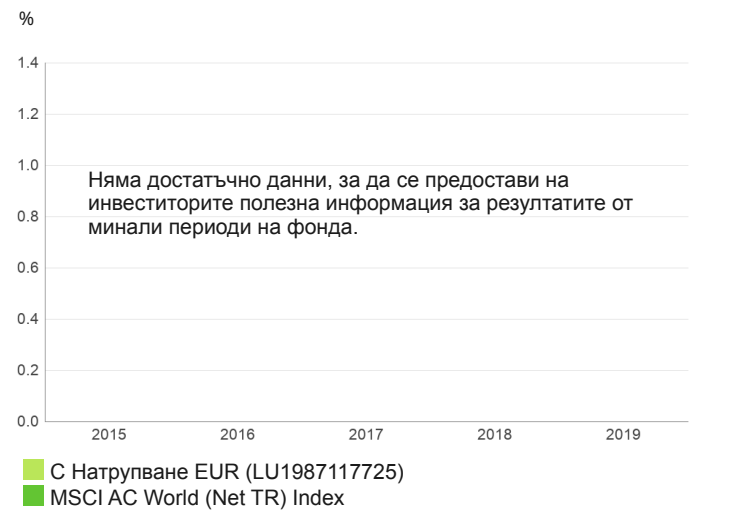 %
1.4
1.2
1.0
Няма достатъчно данни, за да се предостави на
инвеститорите полезна информация за резултатите от
минали периоди на фонда.
0.8
0.6
0.4
0.2
0.0
2015 2016 2017 2018 2019
C Натрупване EUR (LU1987117725)
MSCI AC World (Net TR) Index